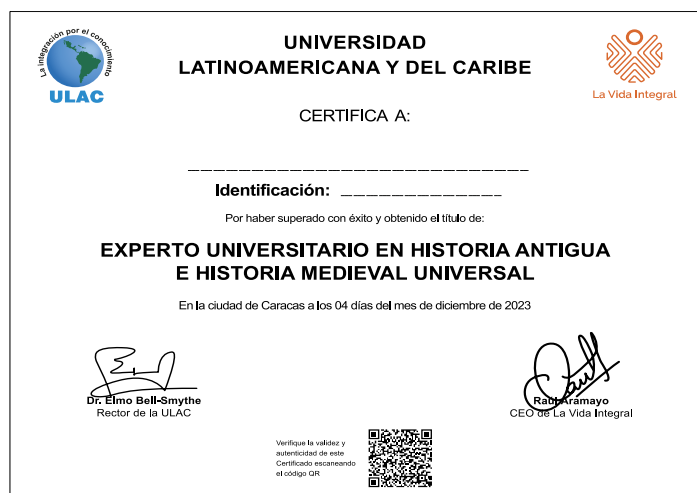 La integración por el conocimiento
ULAC
UNIVERSIDAD
LATINOAMERICANA Y DEL CARIBE
La Vida Integral
CERTIFICA A:
Identificación:
Por haber superado con éxito y obtenido el título de:
EXPERTO UNIVERSITARIO EN HISTORIA ANTIGUA
E HISTORIA MEDIEVAL UNIVERSAL
En la ciudad de Caracas a los 04 días del mes de diciembre de 2023
Dr. Elmo Bell-Smythe
Rector de la ULAC
Raúl Aramayo
CEO de La Vida Integral
Verifique la validez y
autenticidad de este
Certificado escaneando
el código QR